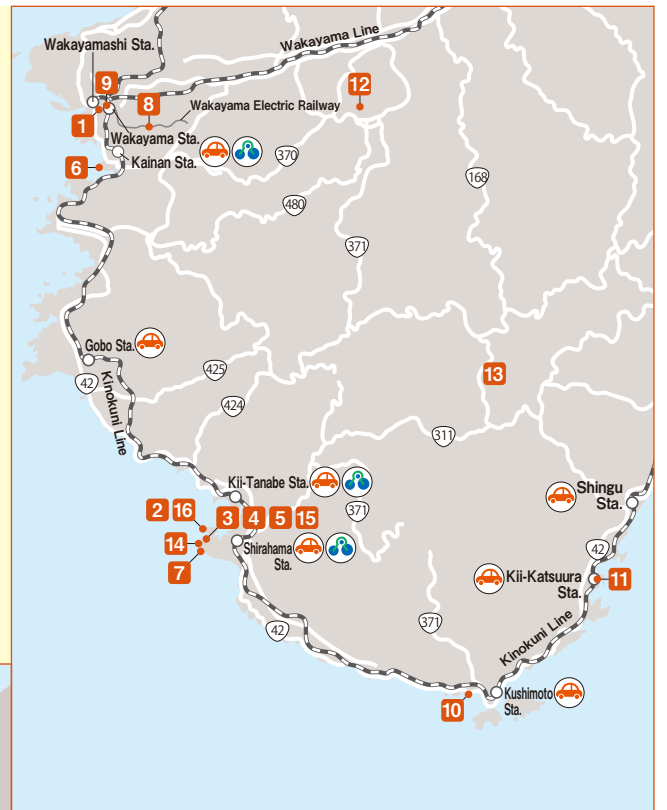 Wakayamashi Sta.
Wakayama Line
9
8
12
1
Wakayama Electric Railway
Wakayama Sta.
Kainan Sta.
370
6
168
480
371
Gobo Sta.
425
13
42
Kinokuni Line
424
311
Kii-Tanabe Sta.
371
Shingu
Sta.
2 16 3 4 5 15
14
Shirahama
Sta.
7
42
Kii-Katsuura
Sta.
11
42
371
Kinokuni Line
10
Kushimoto
Sta.